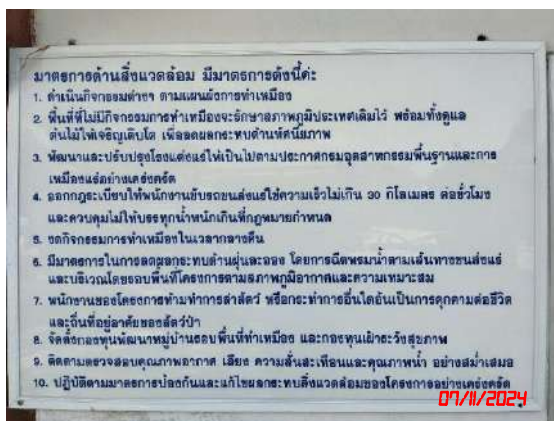 มาตรการด้านสิ่งแวดล้อม มีมาตรการดังนี้ค่ะ
1. ดำเนินกิจกรรมต่างๆ ตามแผนผังการทำเหมือง
2. พื้นที่ที่ไม่มีกิจกรรมการทำเหมืองจะรักษาสภาพภูมิประเทศเดิมไว้ พร้อมทั้งดูแล
ต้นไม้ให้เจริญเติบโต เพื่อลดผลกระทบด้านทัศนียภาพ
3. พัฒนาและปรับปรุงโรงแต่งแร่ให้เป็นไปตามประกาศกรมอุตสาหกรรมพื้นฐานและการ
เหมืองแร่อย่างเคร่งครัด
4. ออกกฎระเบียบให้พนักงานขับรถขนส่งแร่ใช้ความเร็วไม่เกิน 30 กิโลเมตร ต่อชั่วโมง
และควบคุมไม่ให้บรรทุกน้ำหนักเกินที่กฎหมายกำหนด
5. งดกิจกรรมการทำเหมืองในเวลากลางคืน
6. มีมาตรการในการลดผลกระทบด้านฝุ่นละออง โดยการฉีดพรมน้ำตามเส้นทางขนส่งแร่
และบริเวณโดยรอบพื้นที่โครงการตามสภาพภูมิอากาศและความเหมาะสม
7. พนักงานของโครงการห้ามทำการล่าสัตว์ หรือกระทำการอื่นใดอันเป็นการคุกคามต่อชีวิต
และถิ่นที่อยู่อาศัยของสัตว์ป่า
8. จัดตั้งกองทุนพัฒนาหมู่บ้านรอบพื้นที่ทำเหมือง และกองทุนเฝ้าระวังสุขภาพ
9. ติดตามตรวจสอบคุณภาพอากาศ เสียง ความสั่นสะเทือนและคุณภาพน้ำ อย่างสม่ำเสมอ
10. ปฏิบัติตามมาตรการป้องกันและแก้ไขผลกระทบสิ่งแวดล้อมของโครงการอย่างเคร่งครัด
07/11/2024